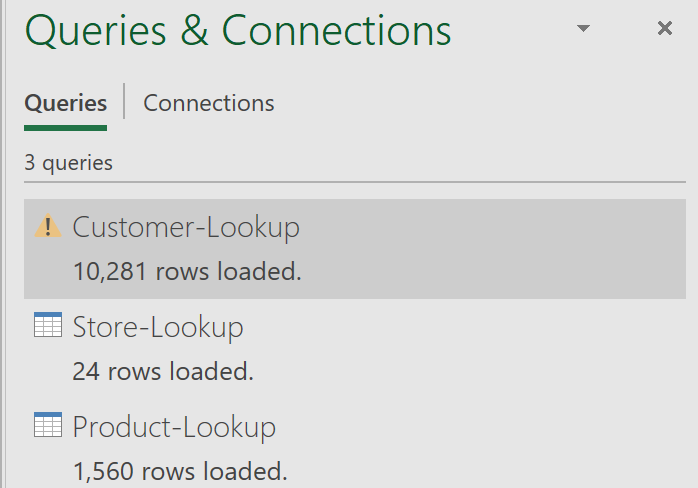 Queries & Connections
Queries Connections
3 queries
Customer-Lookup
10,281 rows loaded.
Store-Lookup
24 rows loaded.
Product-Lookup
1,560 rows loaded.